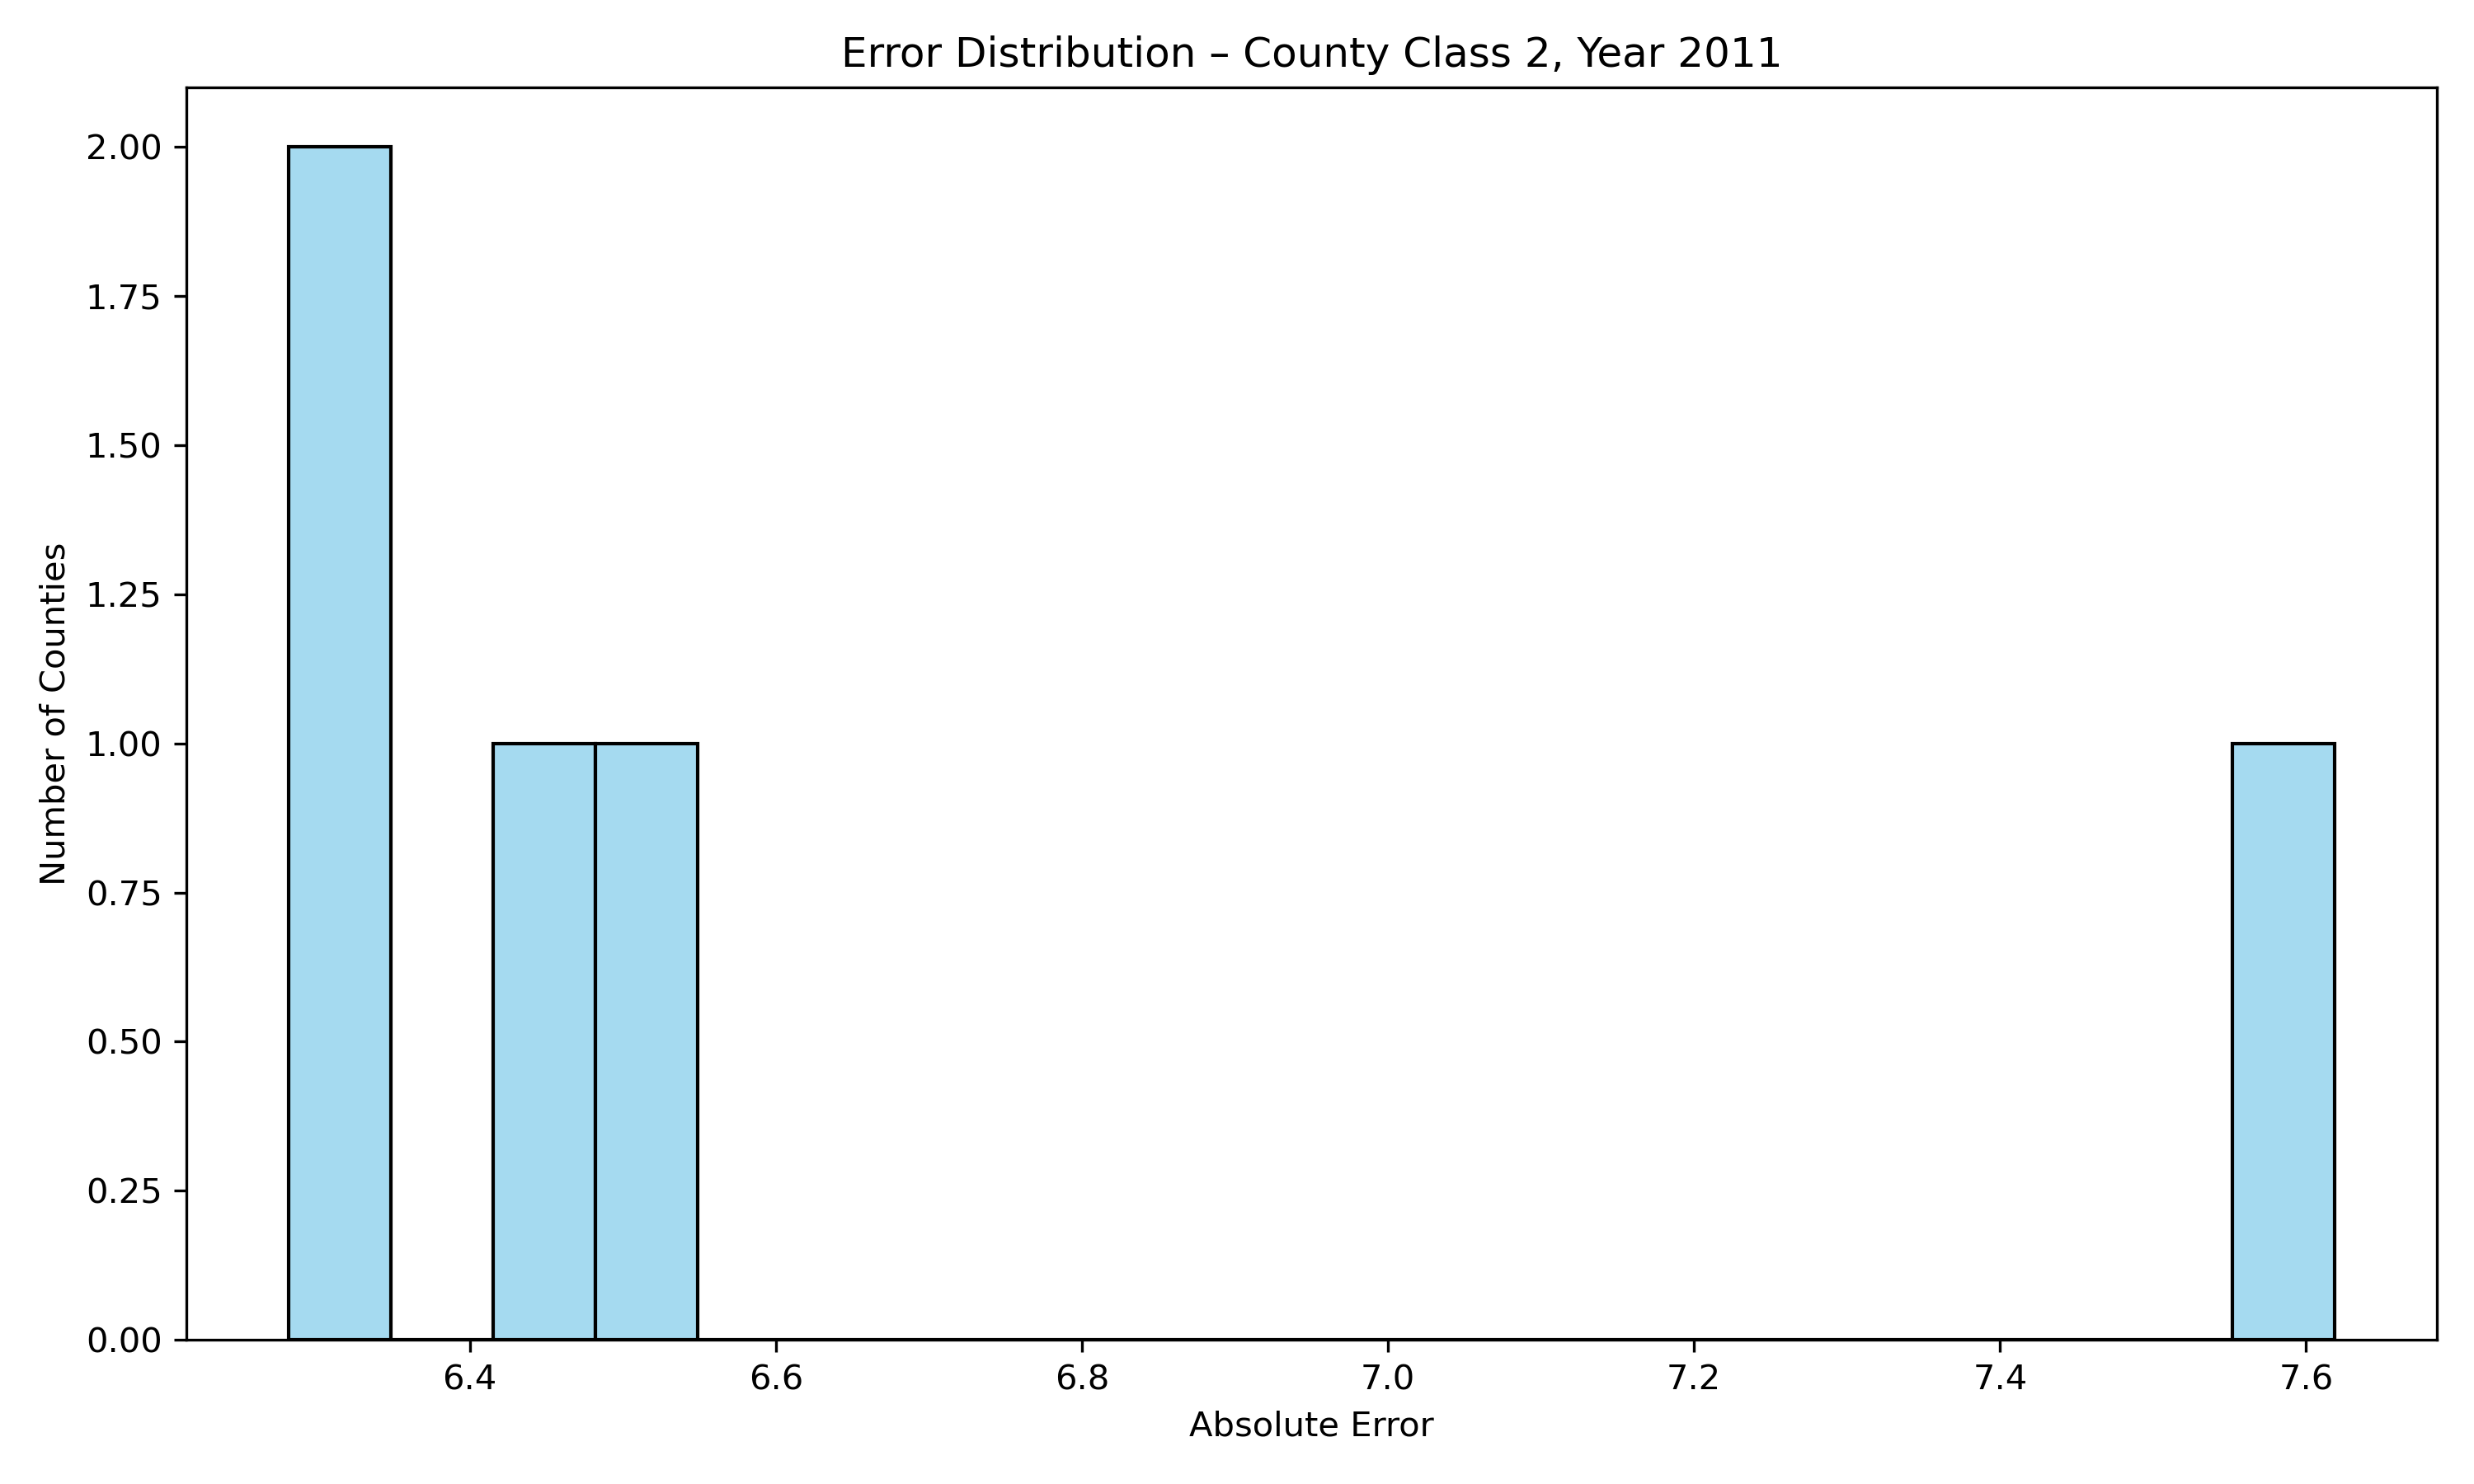 Error Distribution – County Class 2, Year 2011
2.00
1.75
1.50
1.25
1.00
0.75
0.50
0.25
0.00
Number of Counties
6.4 6.6 6.8 7.0 7.2 7.4 7.6
Absolute Error